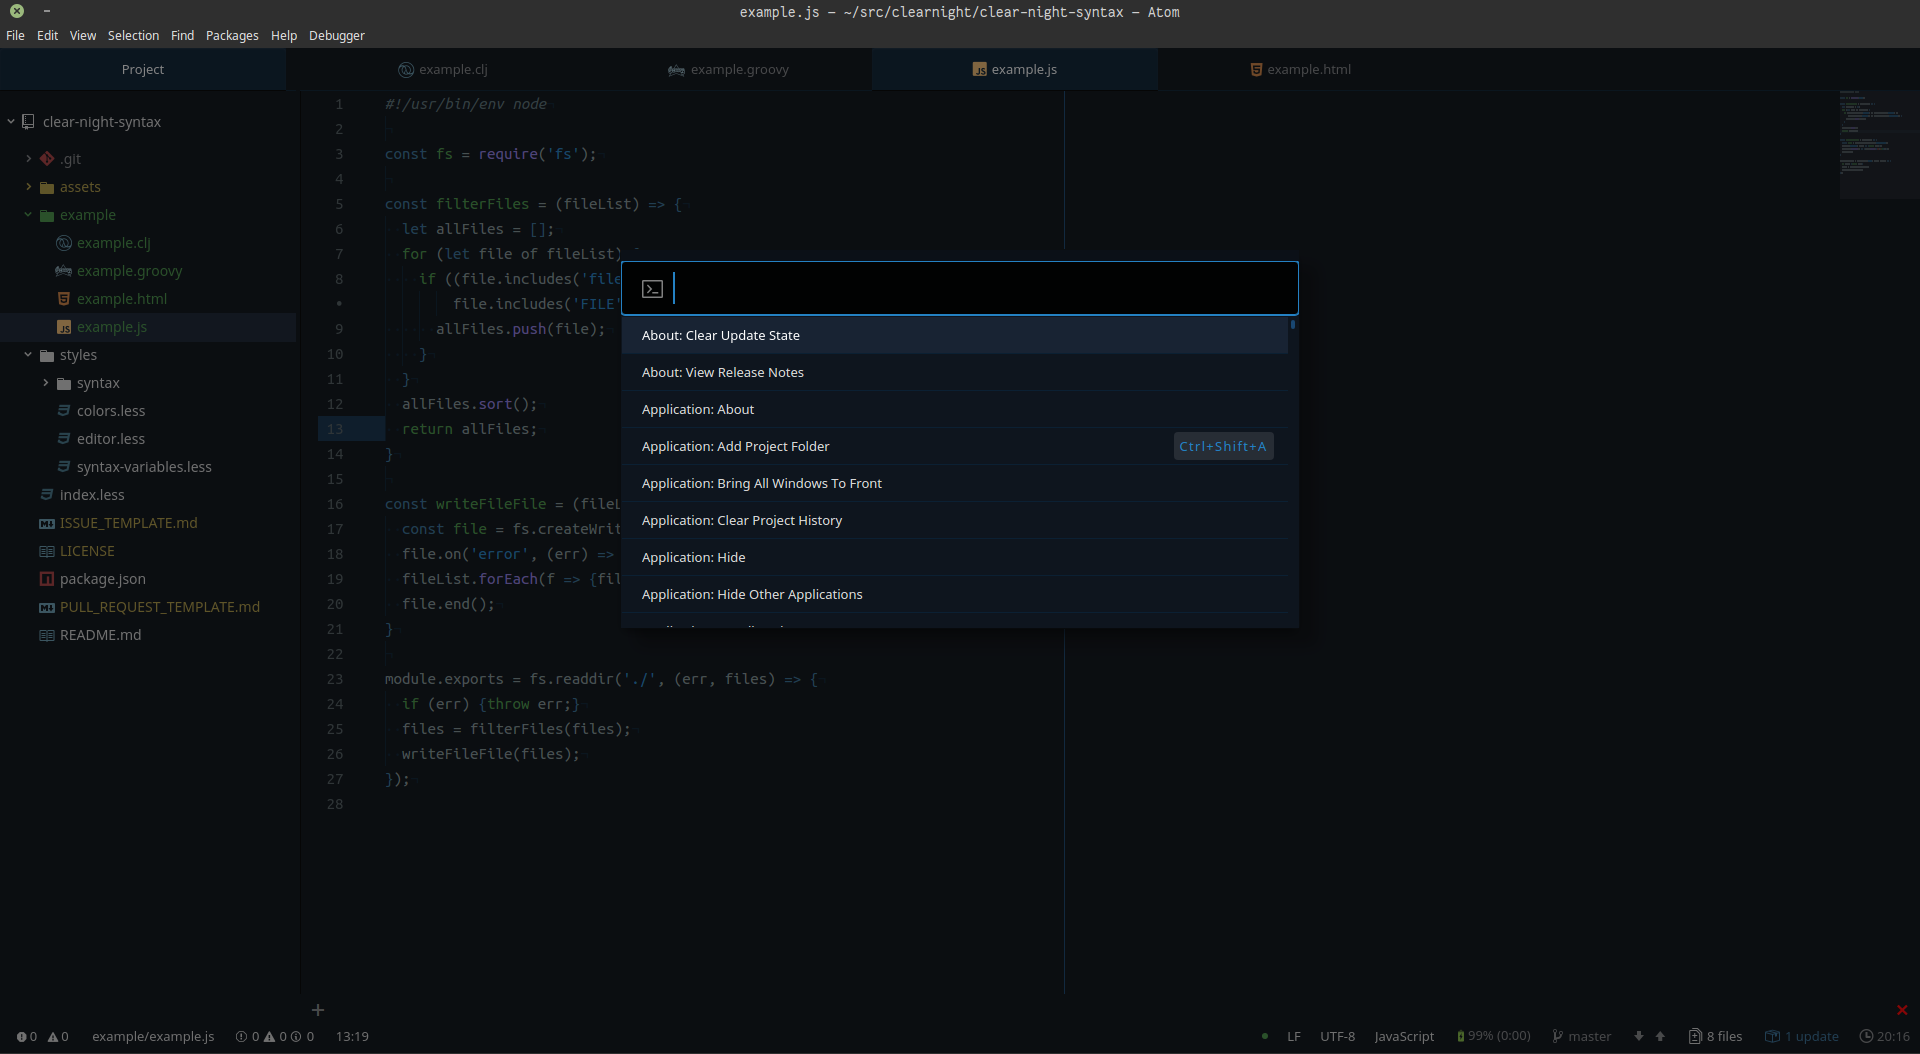 example.js — ~/src/clearnight/clear-night-syntax — Atom
File Edit View Selection Find Packages Help Debugger
Project
example.clj
example.groovy
example.js
example.html
clear-night-syntax
.git
assets
example
example.clj
example.groovy
example.html
example.js
styles
syntax
colors.less
editor.less
syntax-variables.less
index.less
ISSUE_TEMPLATE.md
LICENSE
package.json
PULL_REQUEST_TEMPLATE.md
README.md
1 #!/usr/bin/env node
2
3 const fs = require('fs');
4
5 const filterFiles = (fileList) => {
6 let allFiles = [];
7 for (let file of fileList)
8 if ((file.includes('file
• file.includes('FILE'
9 allFiles.push(file);
10 }
11 }
12 allFiles.sort();
13 return allFiles;
14 }
15
16 const writeFileFile = (fileL
17 const file = fs.createWrit
18 file.on('error', (err) =>
19 fileList.forEach(f => {fil
20 file.end();
21 }
22
23 module.exports = fs.readdir('./', (err, files) => {
24 if (err) {throw err;}
25 files = filterFiles(files);
26 writeFileFile(files);
27 });
28
About: Clear Update State
About: View Release Notes
Application: About
Application: Add Project Folder Ctrl+Shift+A
Application: Bring All Windows To Front
Application: Clear Project History
Application: Hide
Application: Hide Other Applications
0 0 example/example.js 0 0 0 13:19 LF UTF-8 JavaScript 99% (0:00) master 8 files 1 update 20:16